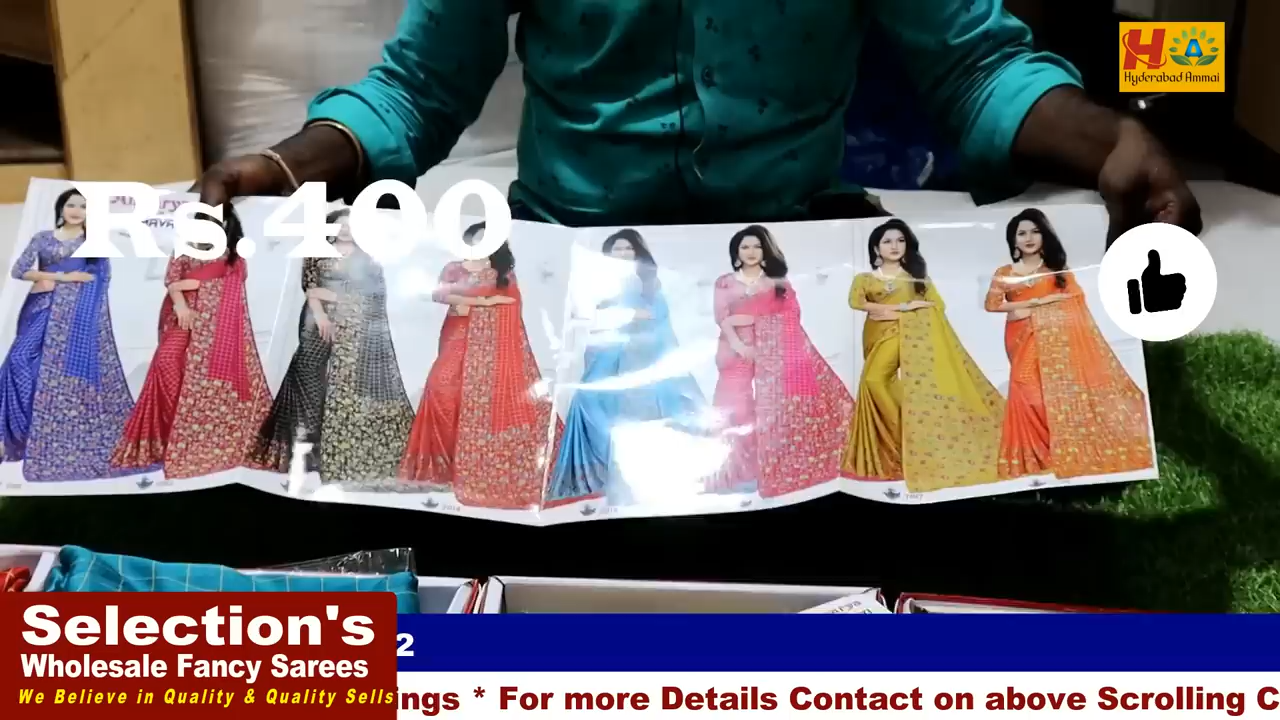 H A
Hyderabad Ammai
Rs.400
Selection's
Wholesale Fancy Sarees
We Believe in Quality & Quality Sells
2
ings * For more Details Contact on above Scrolling C